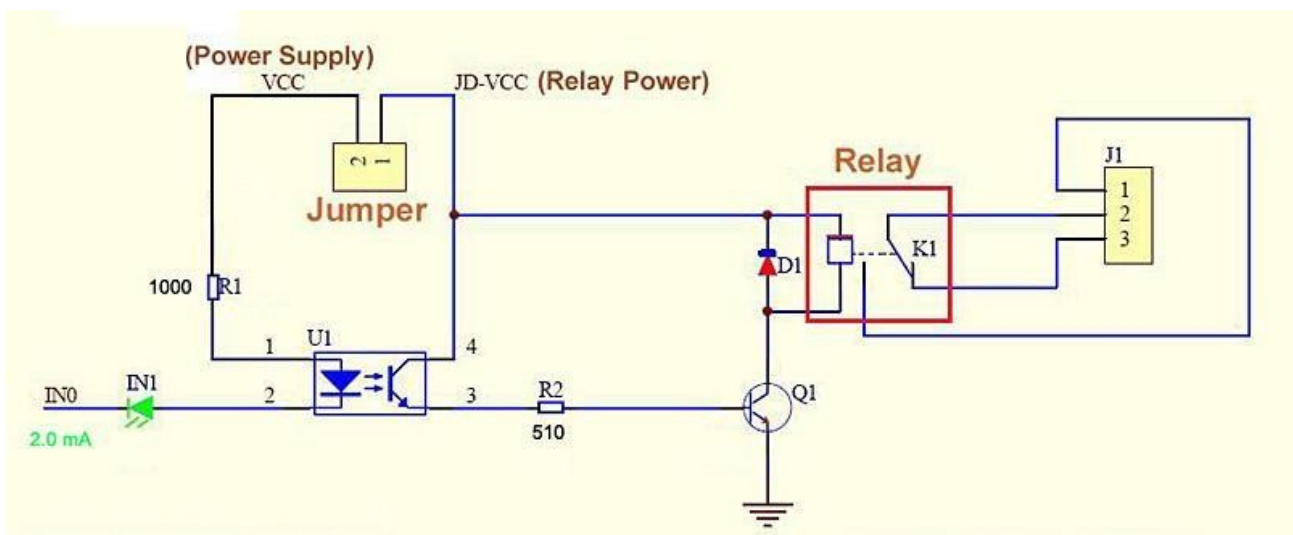 (Power Supply)
VCC
JD-VCC (Relay Power)
2 1
Jumper
Relay
J1
1
2
3
K1
D1
1000 R1
U1
1
4
IN0
IN1
2
3
R2
Q1
2.0 mA
510